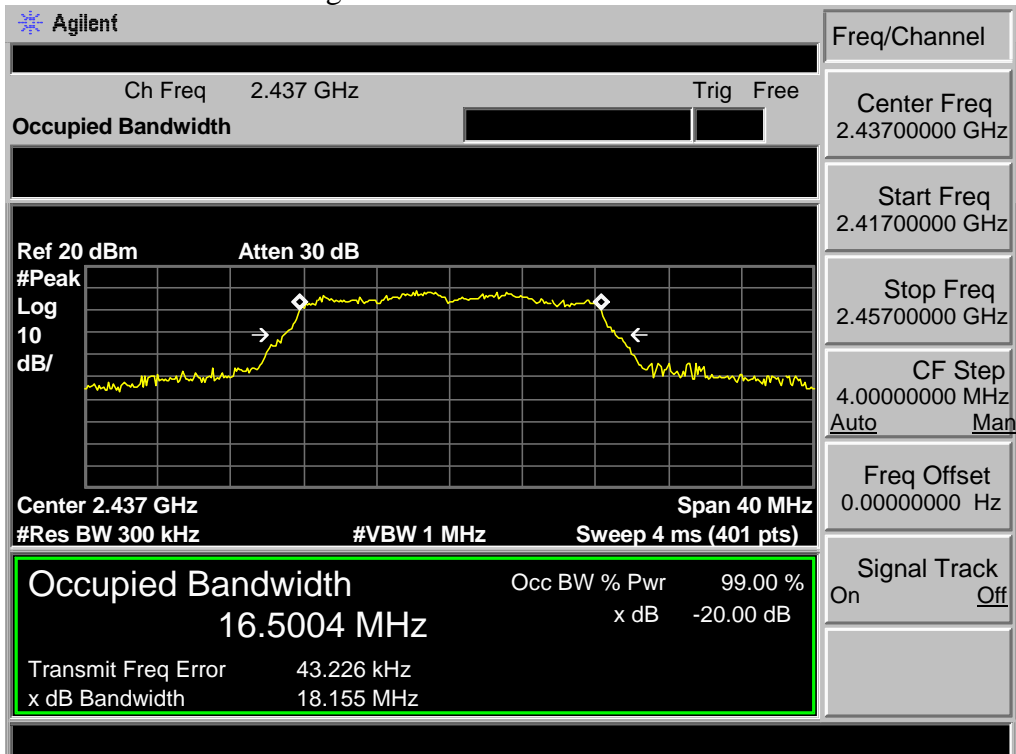 Agilent
Freq/Channel
Ch Freq 2.437 GHz Trig Free
Occupied Bandwidth
Center Freq
2.43700000 GHz
Start Freq
2.41700000 GHz
Stop Freq
2.45700000 GHz
CF Step
4.00000000 MHz
Auto Man
Freq Offset
0.00000000 Hz
Signal Track
On Off
Ref 20 dBm Atten 30 dB
#Peak
Log
10
dB/
Center 2.437 GHz Span 40 MHz
#Res BW 300 kHz #VBW 1 MHz Sweep 4 ms (401 pts)
Occupied Bandwidth Occ BW % Pwr 99.00 %
16.5004 MHz x dB -20.00 dB
Transmit Freq Error 43.226 kHz
x dB Bandwidth 18.155 MHz